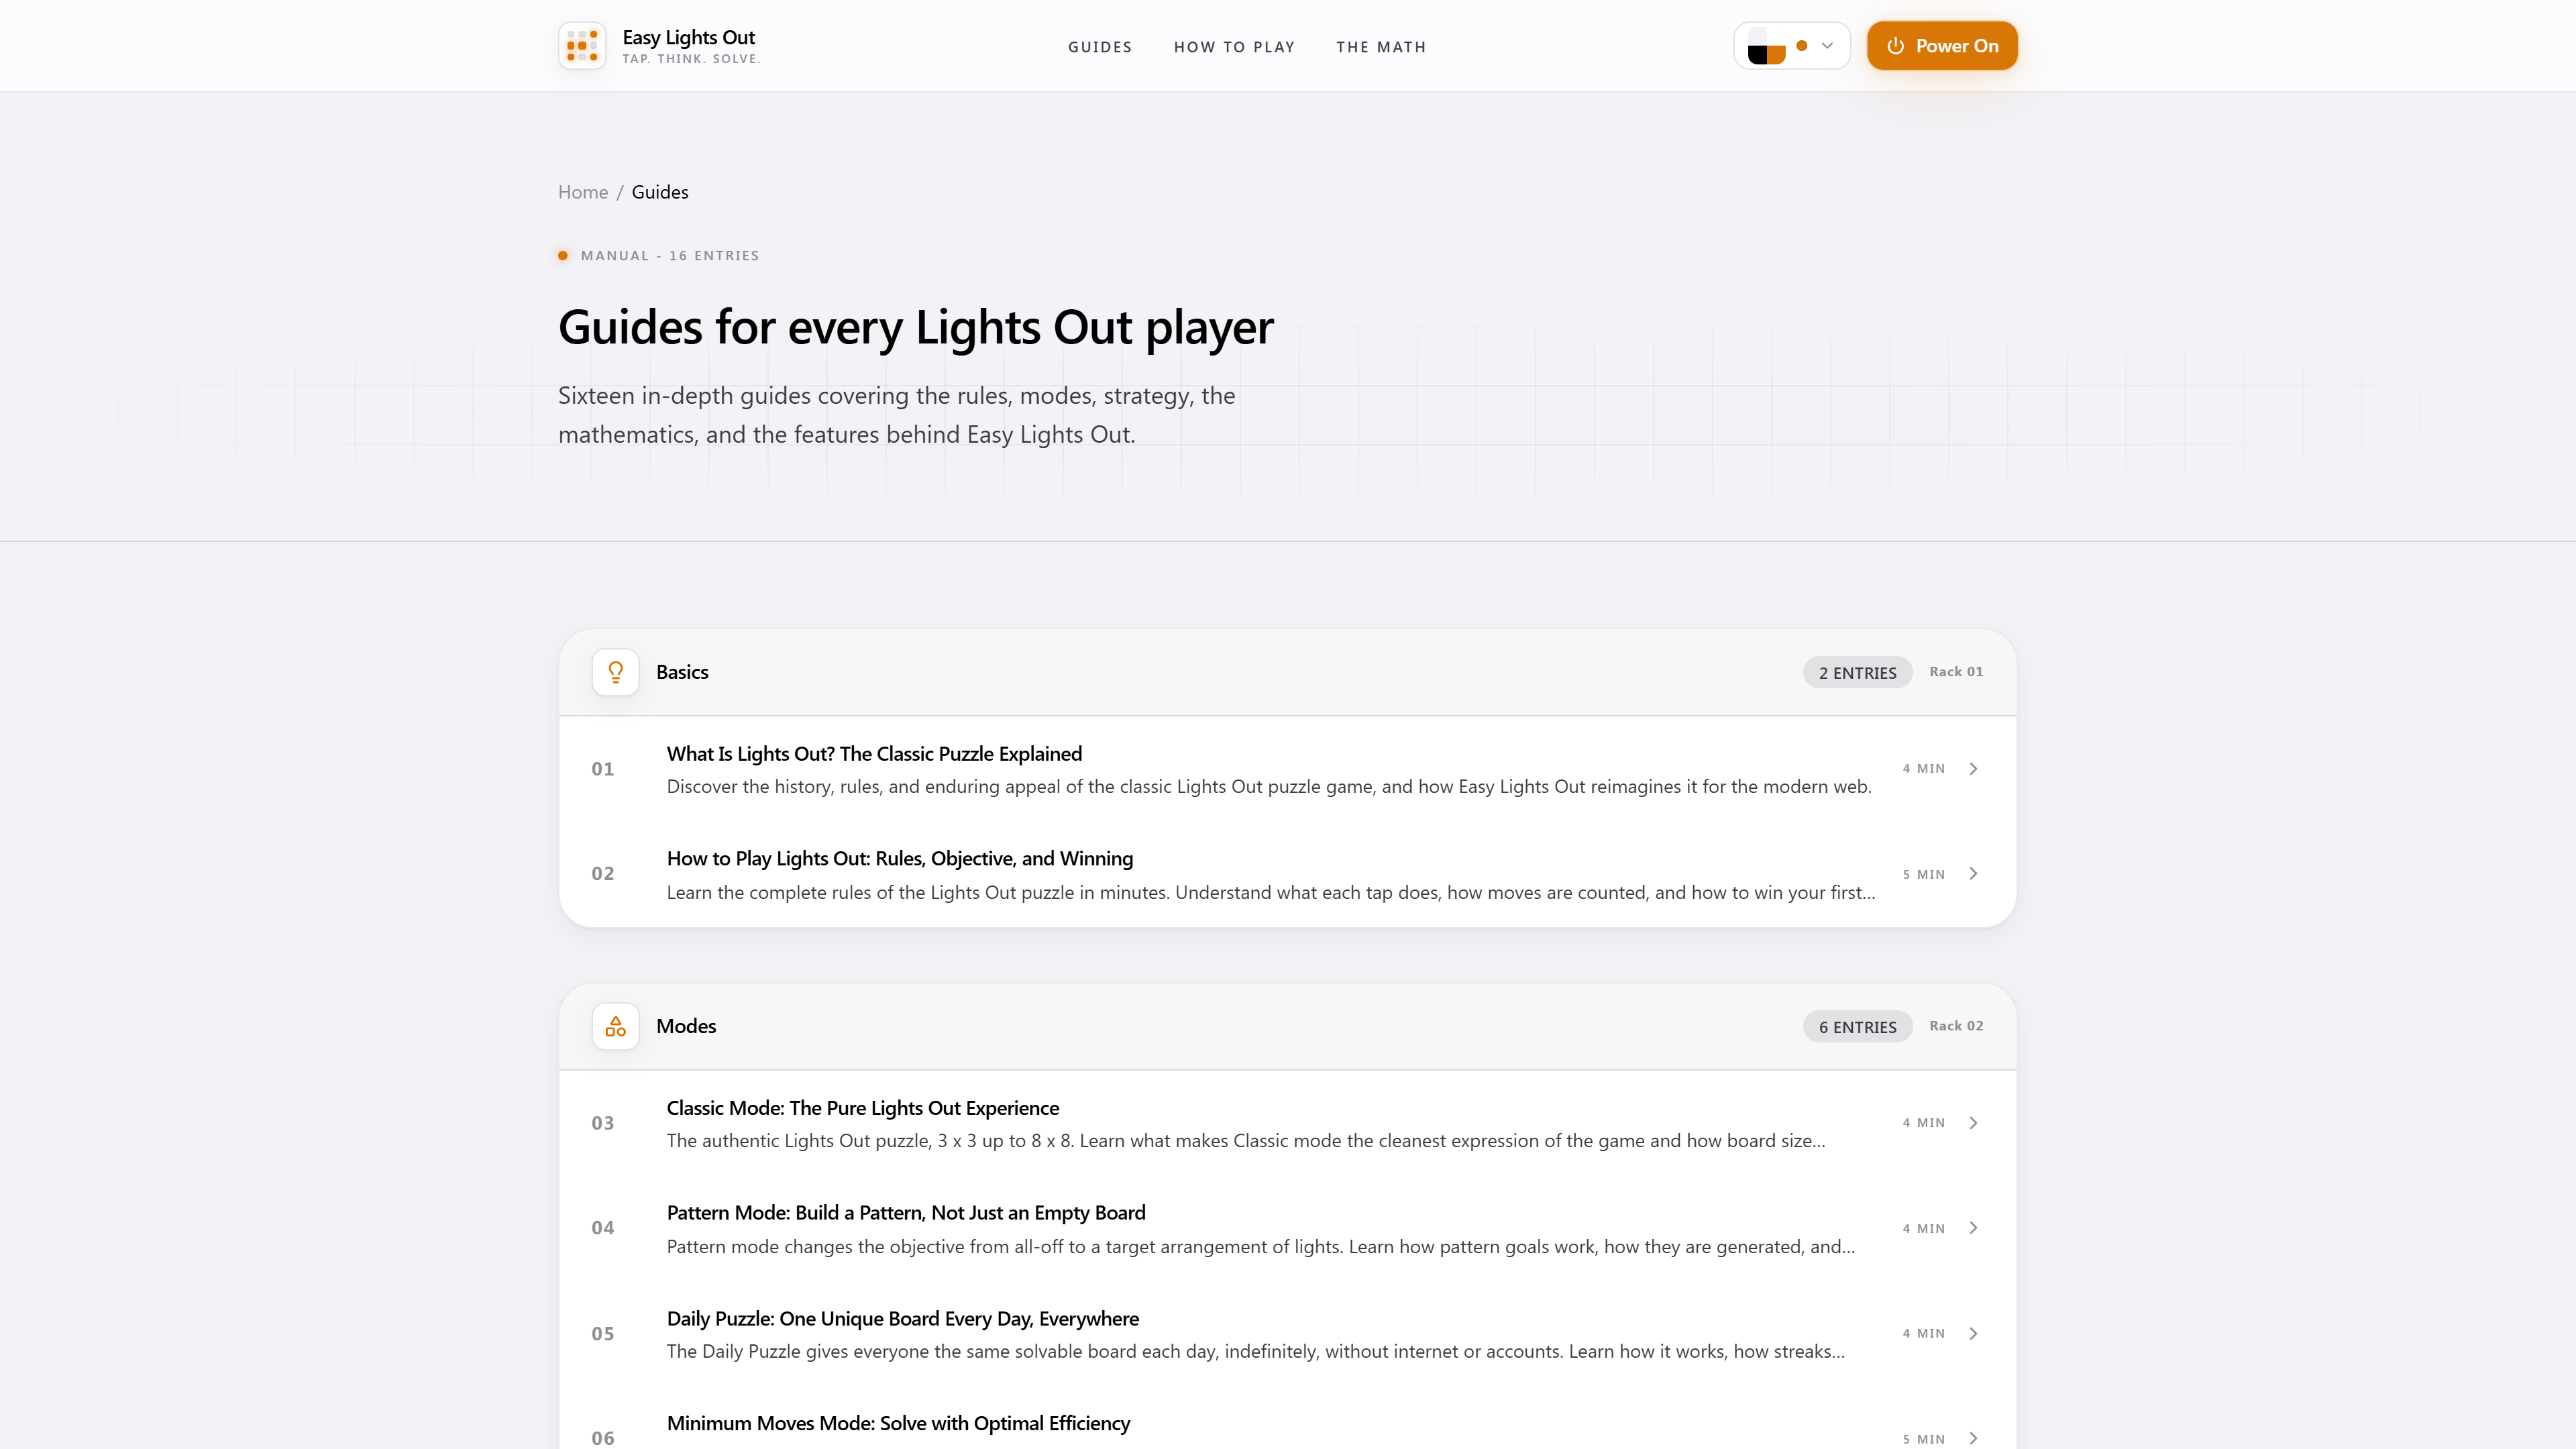 Easy Lights Out
TAP. THINK. SOLVE.
GUIDES
HOW TO PLAY
THE MATH
Power On
Home / Guides
MANUAL - 16 ENTRIES
Guides for every Lights Out player
Sixteen in-depth guides covering the rules, modes, strategy, the
mathematics, and the features behind Easy Lights Out.
Basics
2 ENTRIES
Rack 01
01
What Is Lights Out? The Classic Puzzle Explained
Discover the history, rules, and enduring appeal of the classic Lights Out puzzle game, and how Easy Lights Out reimagines it for the modern web.
4 MIN
02
How to Play Lights Out: Rules, Objective, and Winning
Learn the complete rules of the Lights Out puzzle in minutes. Understand what each tap does, how moves are counted, and how to win your first...
5 MIN
Modes
6 ENTRIES
Rack 02
03
Classic Mode: The Pure Lights Out Experience
The authentic Lights Out puzzle, 3 x 3 up to 8 x 8. Learn what makes Classic mode the cleanest expression of the game and how board size...
4 MIN
04
Pattern Mode: Build a Pattern, Not Just an Empty Board
Pattern mode changes the objective from all-off to a target arrangement of lights. Learn how pattern goals work, how they are generated, and...
4 MIN
05
Daily Puzzle: One Unique Board Every Day, Everywhere
The Daily Puzzle gives everyone the same solvable board each day, indefinitely, without internet or accounts. Learn how it works, how streaks...
4 MIN
06
Minimum Moves Mode: Solve with Optimal Efficiency
5 MIN